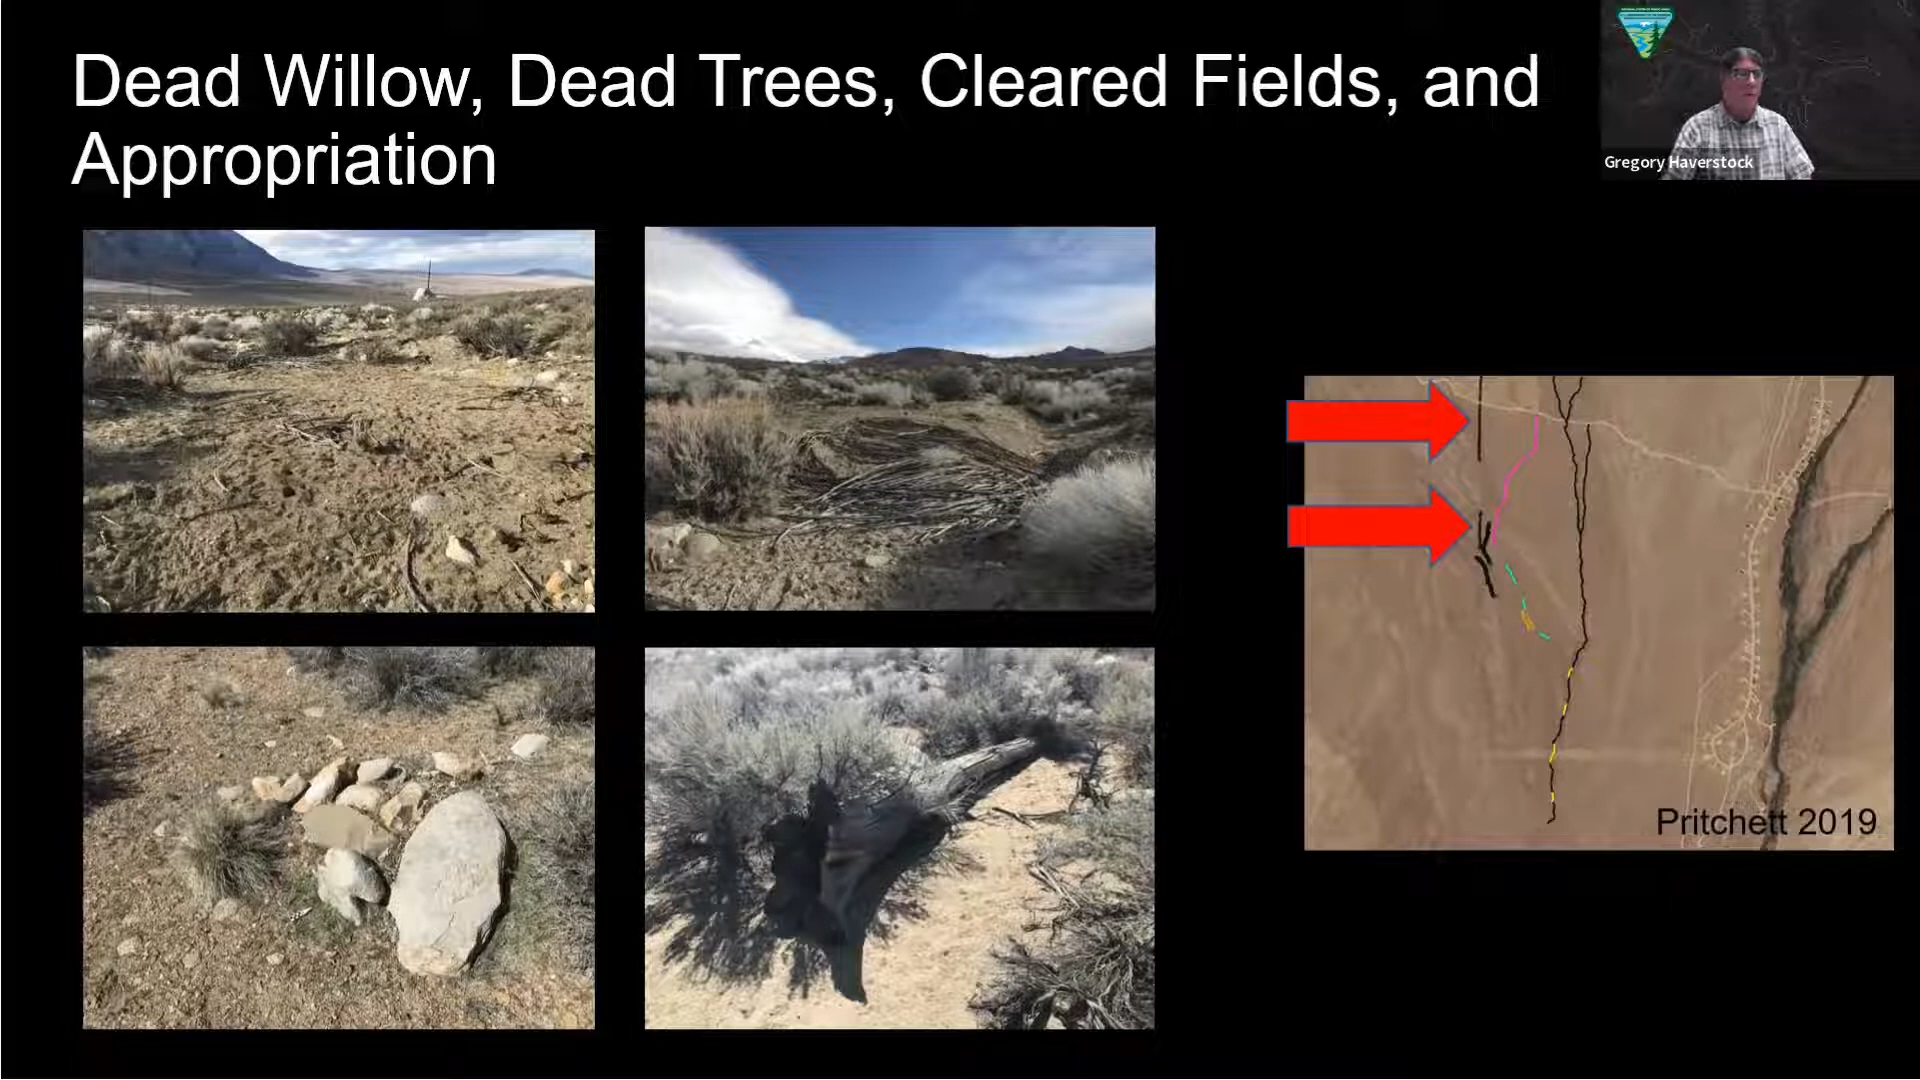 Dead Willow, Dead Trees, Cleared Fields, and
Appropriation
Gregory Haverstock
Pritchett 2019